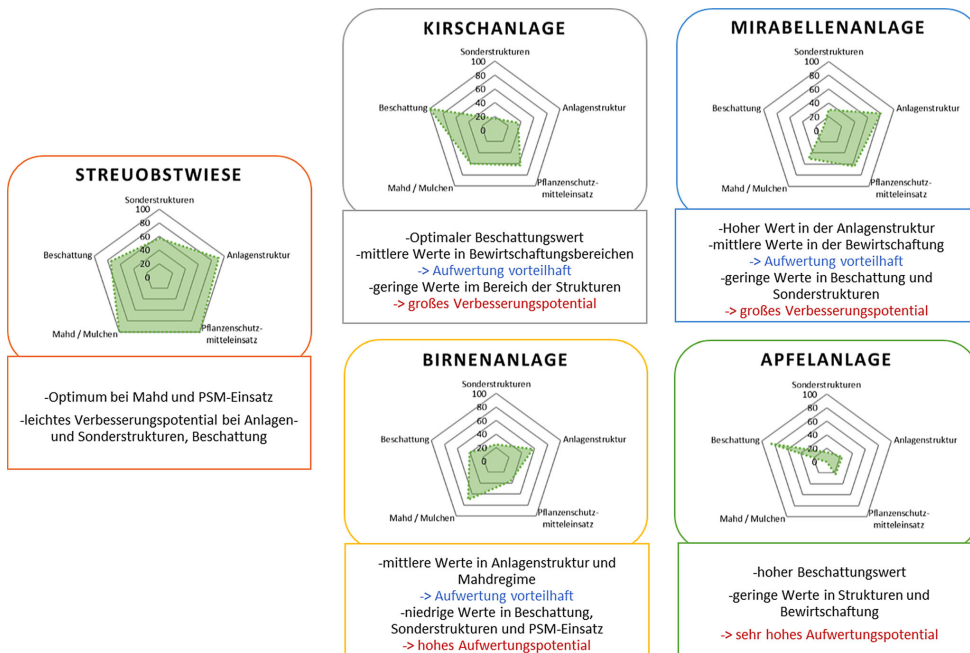 STREUOBSTWIESE
Sonderstrukturen
100
80
60
40
20
0
Beschattung
Anlagenstruktur
Mahd / Mulchen
Pflanzenschutz-
mitteleinsatz
-Optimum bei Mahd und PSM-Einsatz
-leichtes Verbesserungspotential bei Anlagen-
und Sonderstrukturen, Beschattung
KIRSCHANLAGE
Sonderstrukturen
100
80
60
40
20
0
Beschattung
Anlagenstruktur
Mahd / Mulchen
Pflanzenschutz-
mitteleinsatz
-Optimaler Beschattungswert
-mittlere Werte in Bewirtschaftungsbereichen
-> Aufwertung vorteilhaft
-geringe Werte im Bereich der Strukturen
-> großes Verbesserungspotential
MIRABELLENANLAGE
Sonderstrukturen
100
80
60
40
20
0
Beschattung
Anlagenstruktur
Mahd / Mulchen
Pflanzenschutz-
mitteleinsatz
-Hoher Wert in der Anlagenstruktur
-mittlere Werte in der Bewirtschaftung
-> Aufwertung vorteilhaft
-geringe Werte in Beschattung und
Sonderstrukturen
-> großes Verbesserungspotential
BIRNENANLAGE
Sonderstrukturen
100
80
60
40
20
0
Beschattung
Anlagenstruktur
Mahd / Mulchen
Pflanzenschutz-
mitteleinsatz
-mittlere Werte in Anlagenstruktur und
Mahdregime
-> Aufwertung vorteilhaft
-niedrige Werte in Beschattung,
Sonderstrukturen und PSM-Einsatz
-> hohes Aufwertungspotential
APFELANLAGE
Sonderstrukturen
100
80
60
40
20
0
Beschattung
Anlagenstruktur
Mahd / Mulchen
Pflanzenschutz-
mitteleinsatz
-hoher Beschattungswert
-geringe Werte in Strukturen und
Bewirtschaftung
-> sehr hohes Aufwertungspotential